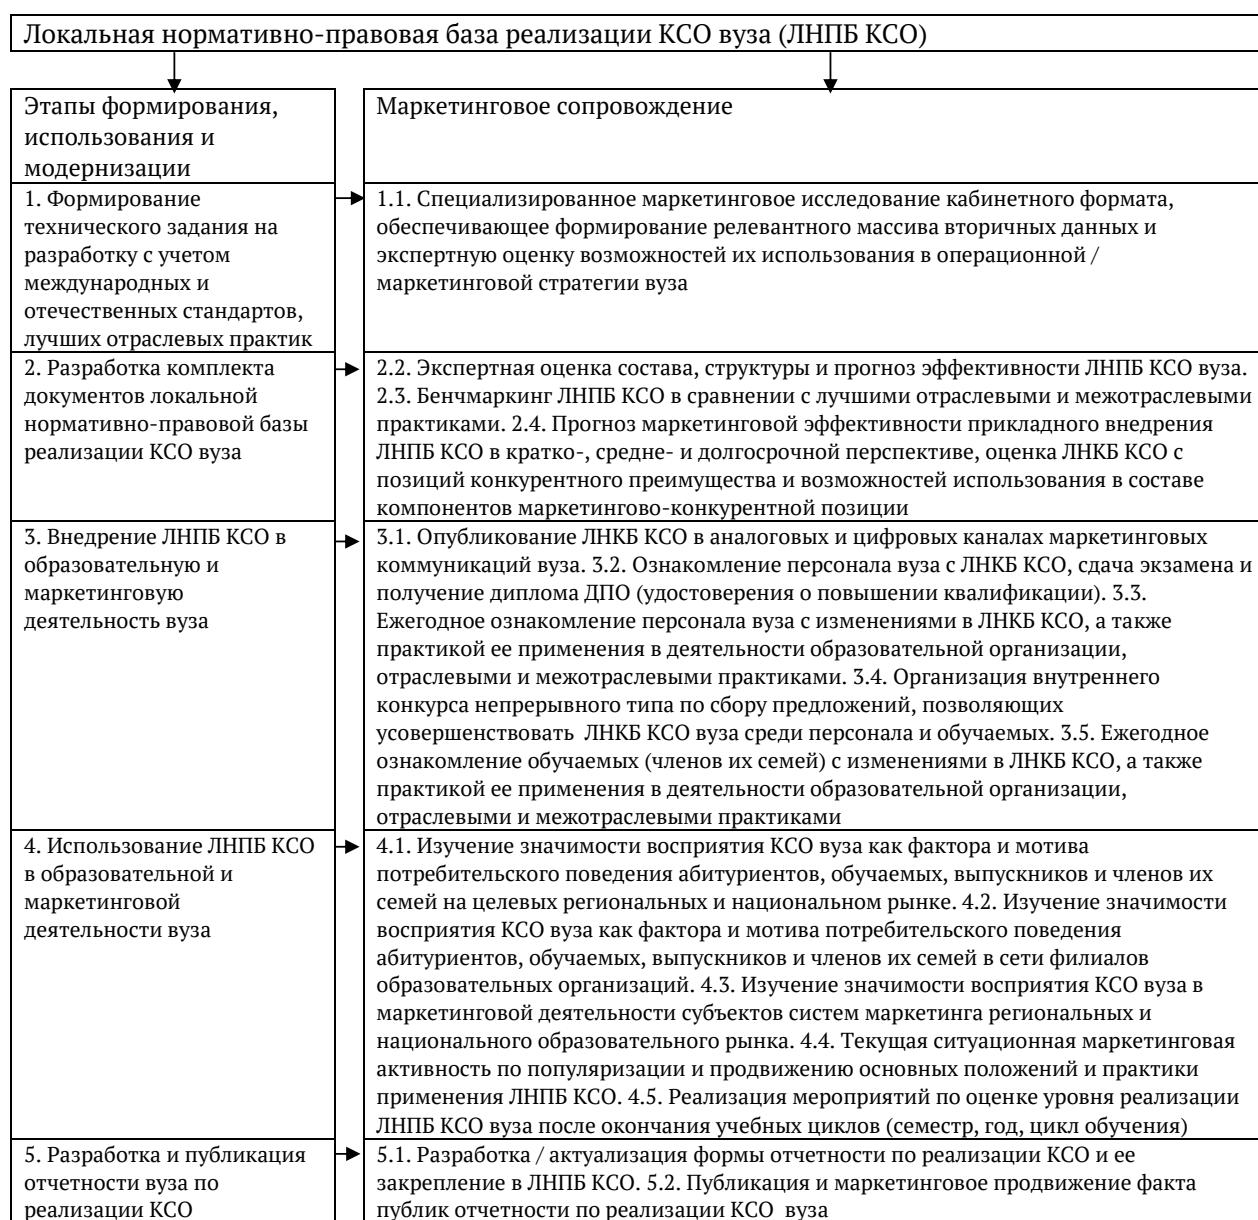 Локальная нормативно-правовая база реализации КСО вуза (ЛНПБ КСО)
Этапы формирования,
использования и
модернизации
Маркетинговое сопровождение
1. Формирование
технического задания на
разработку с учетом
международных и
отечественных стандартов,
лучших отраслевых практик
1.1. Специализированное маркетинговое исследование кабинетного формата,
обеспечивающее формирование релевантного массива вторичных данных и
экспертную оценку возможностей их использования в операционной /
маркетинговой стратегии вуза
2. Разработка комплекта
документов локальной
нормативно-правовой базы
реализации КСО вуза
2.2. Экспертная оценка состава, структуры и прогноз эффективности ЛНПБ КСО вуза.
2.3. Бенчмаркинг ЛНПБ КСО в сравнении с лучшими отраслевыми и межотраслевыми
практиками. 2.4. Прогноз маркетинговой эффективности прикладного внедрения
ЛНПБ КСО в кратко-, средне- и долгосрочной перспективе, оценка ЛНКБ КСО с
позиций конкурентного преимущества и возможностей использования в составе
компонентов маркетингово-конкурентной позиции
3. Внедрение ЛНПБ КСО в
образовательную и
маркетинговую
деятельность вуза
3.1. Опубликование ЛНКБ КСО в аналоговых и цифровых каналах маркетинговых
коммуникаций вуза. 3.2. Ознакомление персонала вуза с ЛНКБ КСО, сдача экзамена и
получение диплома ДПО (удостоверения о повышении квалификации). 3.3.
Ежегодное ознакомление персонала вуза с изменениями в ЛНКБ КСО, а также
практикой ее применения в деятельности образовательной организации,
отраслевыми и межотраслевыми практиками. 3.4. Организация внутреннего
конкурса непрерывного типа по сбору предложений, позволяющих
усовершенствовать ЛНКБ КСО вуза среди персонала и обучаемых. 3.5. Ежегодное
ознакомление обучаемых (членов их семей) с изменениями в ЛНКБ КСО, а также
практикой ее применения в деятельности образовательной организации,
отраслевыми и межотраслевыми практиками
4. Использование ЛНПБ КСО
в образовательной и
маркетинговой
деятельности вуза
4.1. Изучение значимости восприятия КСО вуза как фактора и мотива
потребительского поведения абитуриентов, обучаемых, выпускников и членов их
семей на целевых региональных и национальном рынке. 4.2. Изучение значимости
восприятия КСО вуза как фактора и мотива потребительского поведения
абитуриентов, обучаемых, выпускников и членов их семей в сети филиалов
образовательных организаций. 4.3. Изучение значимости восприятия КСО вуза в
маркетинговой деятельности субъектов систем маркетинга региональных и
национального образовательного рынка. 4.4. Текущая ситуационная маркетинговая
активность по популяризации и продвижению основных положений и практики
применения ЛНПБ КСО. 4.5. Реализация мероприятий по оценке уровня реализации
ЛНПБ КСО вуза после окончания учебных циклов (семестр, год, цикл обучения)
5. Разработка и публикация
отчетности вуза по
реализации КСО
5.1. Разработка / актуализация формы отчетности по реализации КСО и ее
закрепление в ЛНПБ КСО. 5.2. Публикация и маркетинговое продвижение факта
публик отчетности по реализации КСО вуза